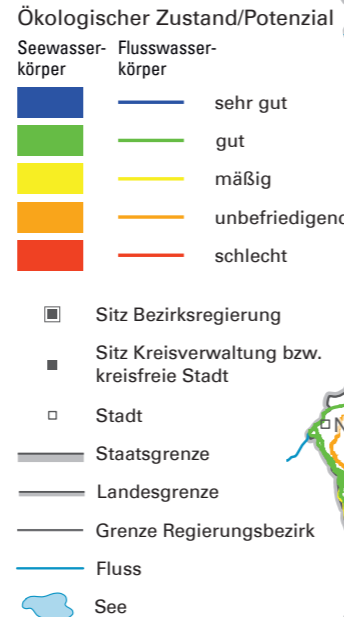 Ökologischer Zustand/Potenzial
Seewasser- Flusswasser-
körper körper
sehr gut
gut
mäßig
unbefriedigend
schlecht
Sitz Bezirksregierung
Sitz Kreisverwaltung bzw.
kreisfreie Stadt
Stadt
N
Staatsgrenze
Landesgrenze
Grenze Regierungsbezirk
Fluss
See